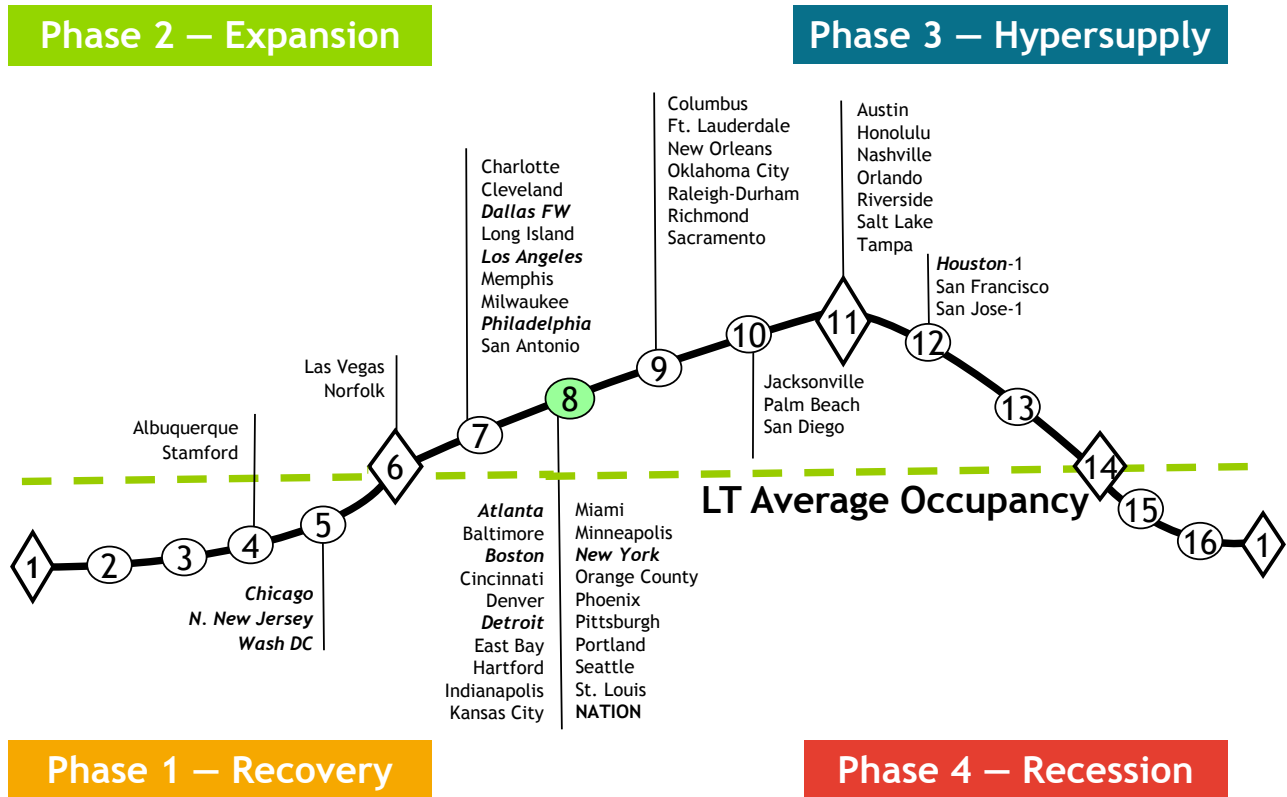 Phase 2 — Expansion
Phase 3 — Hypersupply
Columbus
Ft. Lauderdale
New Orleans
Oklahoma City
Raleigh-Durham
Richmond
Sacramento
Austin
Honolulu
Nashville
Orlando
Riverside
Salt Lake
Tampa
Charlotte
Cleveland
Dallas FW
Long Island
Los Angeles
Memphis
Milwaukee
Philadelphia
San Antonio
Houston-1
San Francisco
San Jose-1
Las Vegas
Norfolk
Jacksonville
Palm Beach
San Diego
Albuquerque
Stamford
1
2
3
4
5
6
7
8
9
10
11
12
13
14
15
16
1
LT Average Occupancy
Chicago
N. New Jersey
Wash DC
Atlanta
Baltimore
Boston
Cincinnati
Denver
Detroit
East Bay
Hartford
Indianapolis
Kansas City
Miami
Minneapolis
New York
Orange County
Phoenix
Pittsburgh
Portland
Seattle
St. Louis
NATION
Phase 1 — Recovery
Phase 4 — Recession